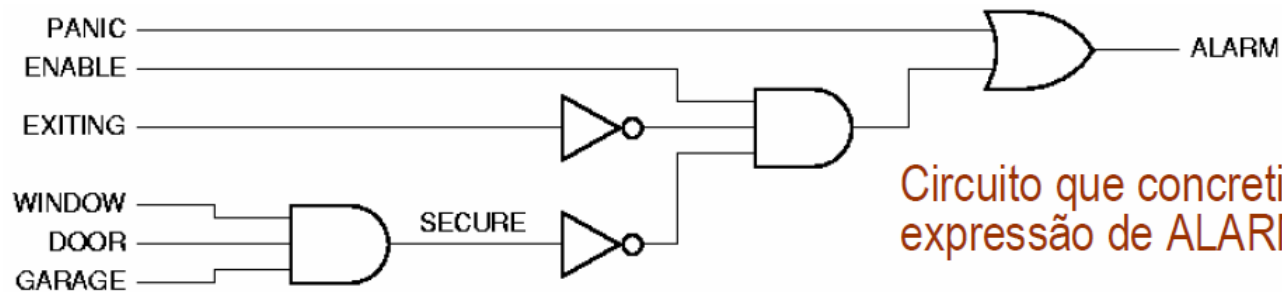 PANIC
ENABLE
EXITING
WINDOW
DOOR
GARAGE
SECURE
ALARM
Circuito que concreti
expressão de ALARI